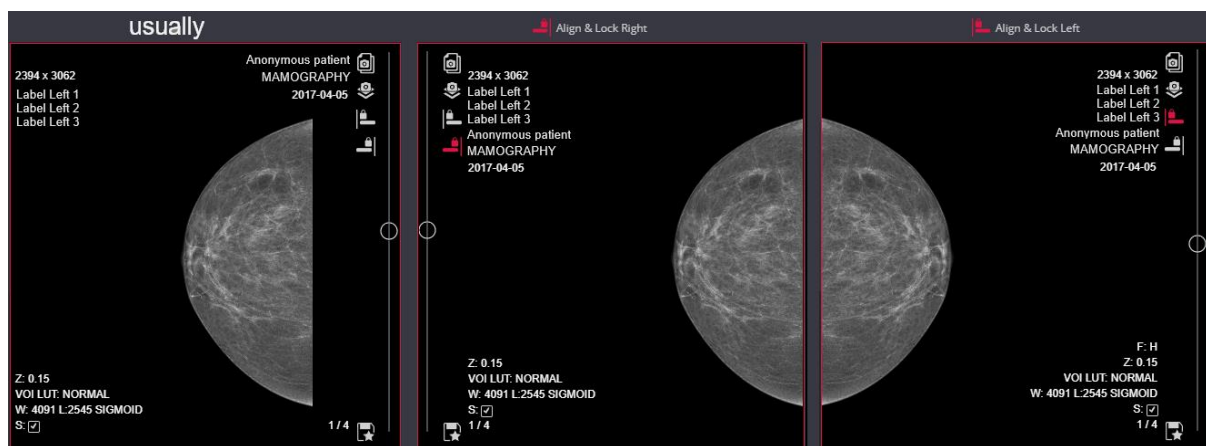 usually
Anonymous patient
2394 x 3062
MAMOGRAPHY
Label Left 1
2017-04-05
Label Left 2
Label Left 3
Z: 0.15
VOI LUT: NORMAL
W: 4091 L:2545 SIGMOID
S:
1 / 4
Align & Lock Right
2394 x 3062
Label Left 1
Label Left 2
Label Left 3
Anonymous patient
MAMOGRAPHY
2017-04-05
Z: 0.15
VOI LUT: NORMAL
W: 4091 L:2545 SIGMOID
S:
1 / 4
Align & Lock Left
2394 x 3062
Label Left 1
Label Left 2
Label Left 3
Anonymous patient
MAMOGRAPHY
2017-04-05
F: H
Z: 0.15
VOI LUT: NORMAL
W: 4091 L:2545 SIGMOID
S:
1 / 4